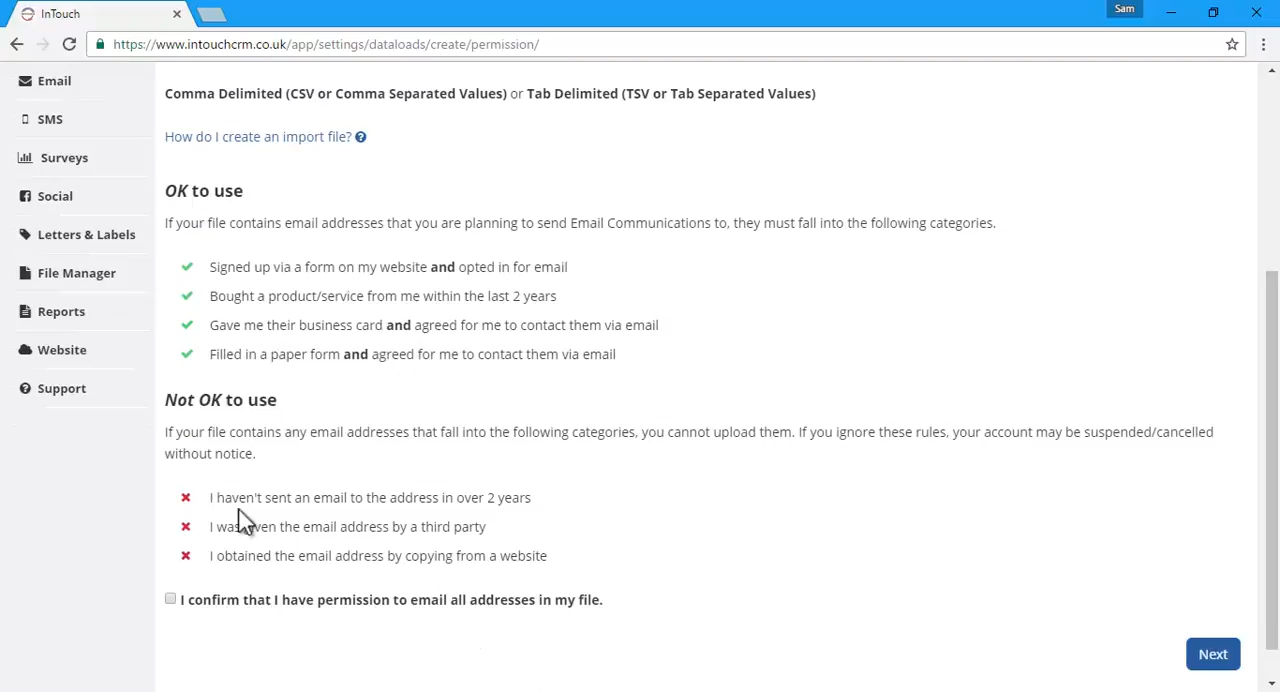 InTouch
Sam
https://www.intouchcrm.co.uk/app/settings/dataloads/create/permission/
Email
SMS
Surveys
Social
Letters & Labels
File Manager
Reports
Website
Support
Comma Delimited (CSV or Comma Separated Values) or Tab Delimited (TSV or Tab Separated Values)
How do I create an import file?
OK to use
If your file contains email addresses that you are planning to send Email Communications to, they must fall into the following categories.
Signed up via a form on my website and opted in for email
Bought a product/service from me within the last 2 years
Gave me their business card and agreed for me to contact them via email
Filled in a paper form and agreed for me to contact them via email
Not OK to use
If your file contains any email addresses that fall into the following categories, you cannot upload them. If you ignore these rules, your account may be suspended/cancelled
without notice.
I haven't sent an email to the address in over 2 years
I was given the email address by a third party
I obtained the email address by copying from a website
I confirm that I have permission to email all addresses in my file.
Next